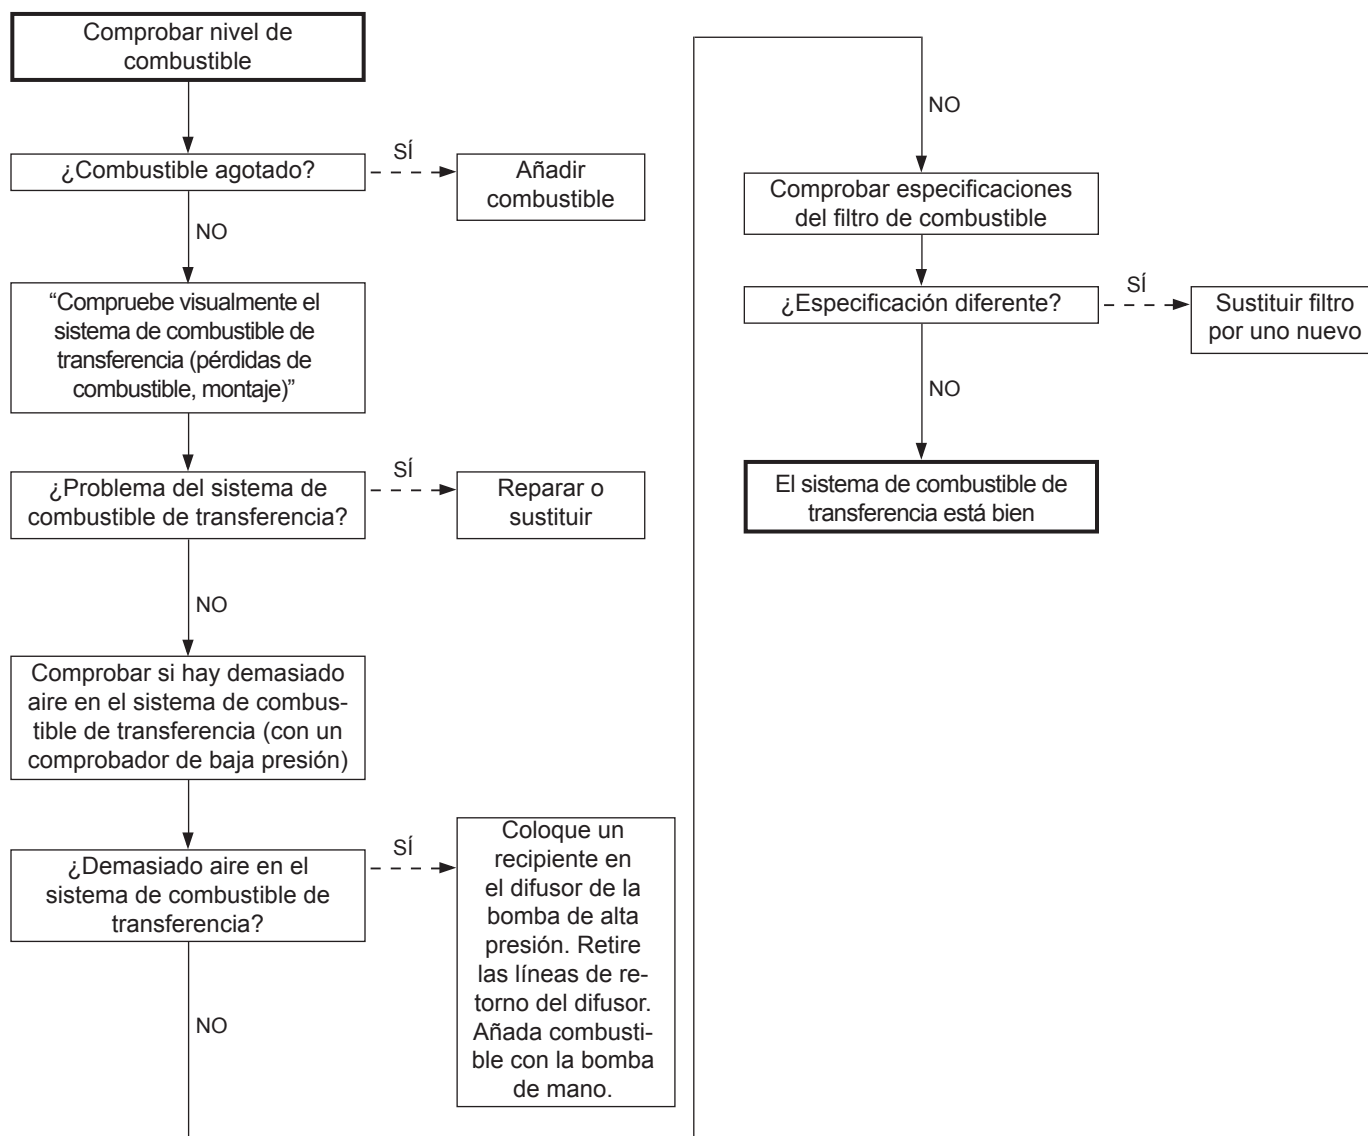 Comprobar nivel de
combustible
¿Combustible agotado?
SÍ
Añadir
combustible
NO
“Compruebe visualmente el
sistema de combustible de
transferencia (pérdidas de
combustible, montaje)”
¿Problema del sistema de
combustible de transferencia?
SÍ
Reparar o
sustituir
NO
Comprobar si hay demasiado
aire en el sistema de combus-
tible de transferencia (con un
comprobador de baja presión)
¿Demasiado aire en el
sistema de combustible de
transferencia?
SÍ
Coloque un
recipiente en
el difusor de la
bomba de alta
presión. Retire
las líneas de re-
torno del difusor.
Añada combusti-
ble con la bomba
de mano.
NO
NO
Comprobar especificaciones
del filtro de combustible
¿Especificación diferente?
SÍ
Sustituir filtro
por uno nuevo
NO
El sistema de combustible de
transferencia está bien